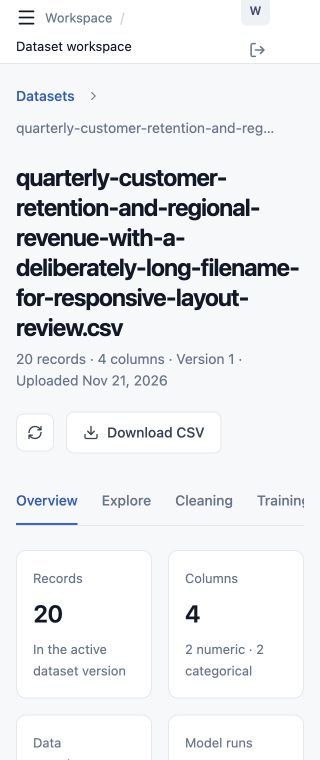 Workspace /
W
Dataset workspace
Datasets
quarterly-customer-retention-and-reg...
quarterly-customer-
retention-and-regional-
revenue-with-a-
deliberately-long-filename-
for-responsive-layout-
review.csv
20 records · 4 columns · Version 1 ·
Uploaded Nov 21, 2026
Download CSV
Overview Explore Cleaning Training
Records
20
In the active
dataset version
Columns
4
2 numeric · 2
categorical
Data
Model runs